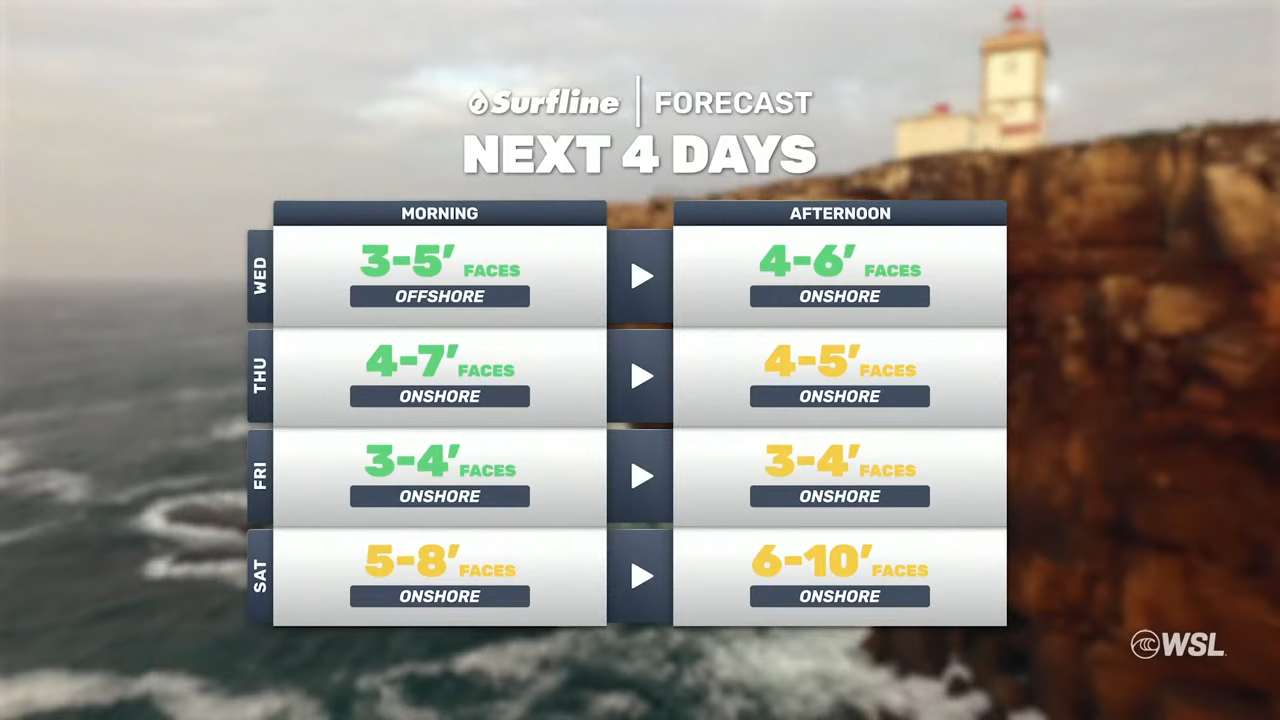 Surfline | FORECAST
NEXT 4 DAYS
MORNING
AFTERNOON
WED
3-5' FACES
OFFSHORE
4-6' FACES
ONSHORE
THU
4-7' FACES
ONSHORE
4-5' FACES
ONSHORE
FRI
3-4' FACES
ONSHORE
3-4' FACES
ONSHORE
SAT
5-8' FACES
ONSHORE
6-10' FACES
ONSHORE
WSL